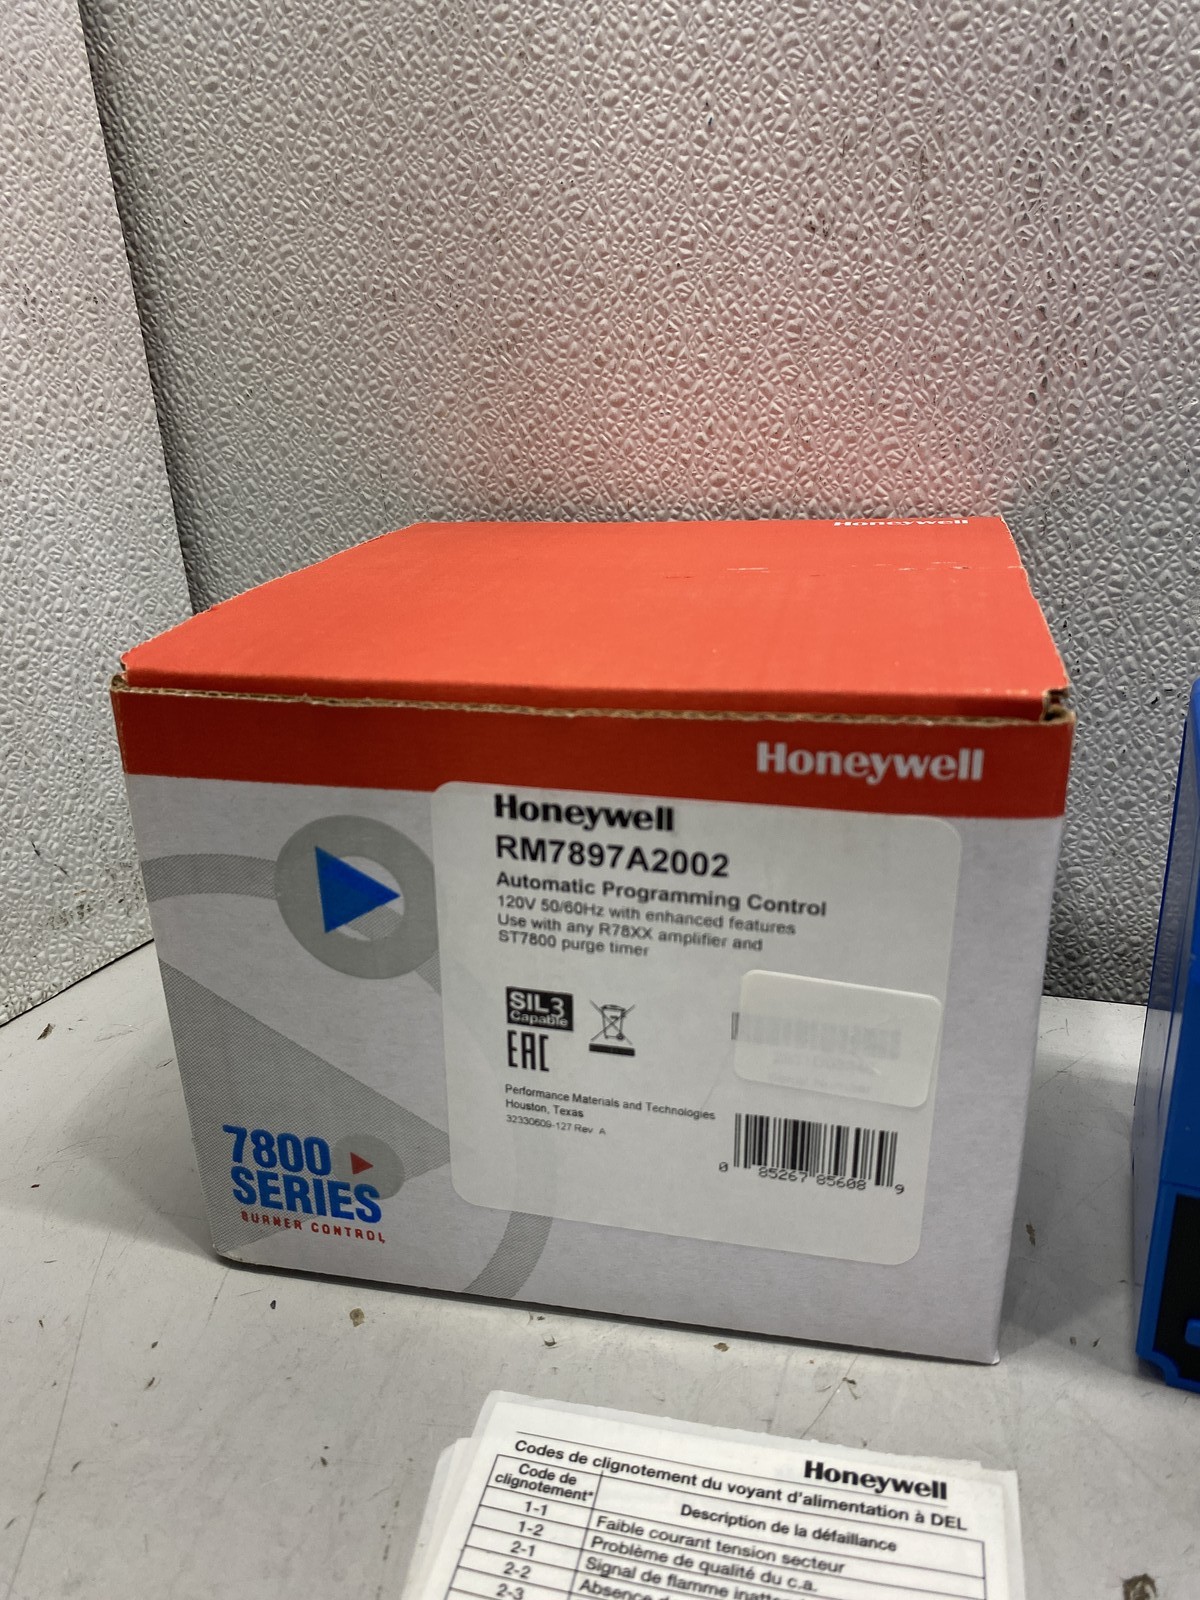 Honeywell
Honeywell
Honeywell
RM7897A2002
Automatic Programming Control
120V 50/60Hz with enhanced features
Use with any R78XX amplifier and
ST7800 purge timer
SIL3
Capable
EAC
Performance Materials and Technologies
Houston, Texas
32330609-127 Rev. A
0 85267 85608 9
7800
SERIES
BURNER CONTROL
Honeywell
Codes de clignotement du voyant d'alimentation à DEL
Code de
clignotement*
Description de la défaillance
1-1 Faible courant tension secteur
1-2 Problème de qualité du c.a.
2-1 Signal de flamme
2-2 Absence
2-3